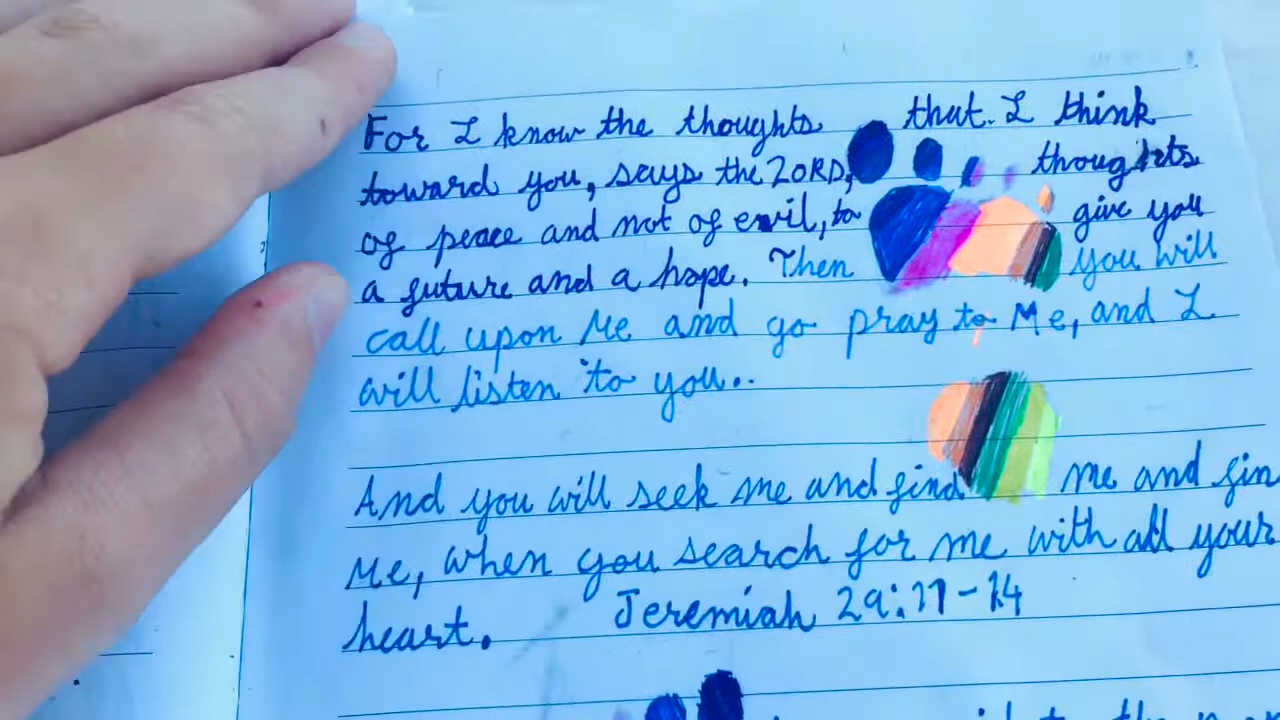 For I know the thoughts that I think
toward you, says the LORD, thoughts
of peace and not of evil, to give you
a future and a hope. Then you will
call upon Me and go pray to Me, and I
will listen to you..
And you will seek me and find me and fin
Me, when you search for me with all your
heart. Jeremiah 29:11-14